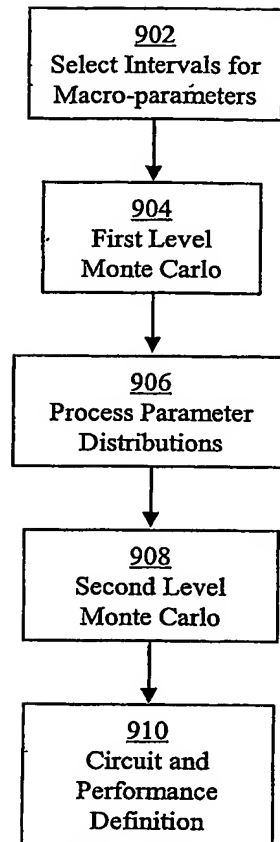 902
Select Intervals for
Macro-parameters
904
First Level
Monte Carlo
906
Process Parameter
Distributions
908
Second Level
Monte Carlo
910
Circuit and
Performance
Definition